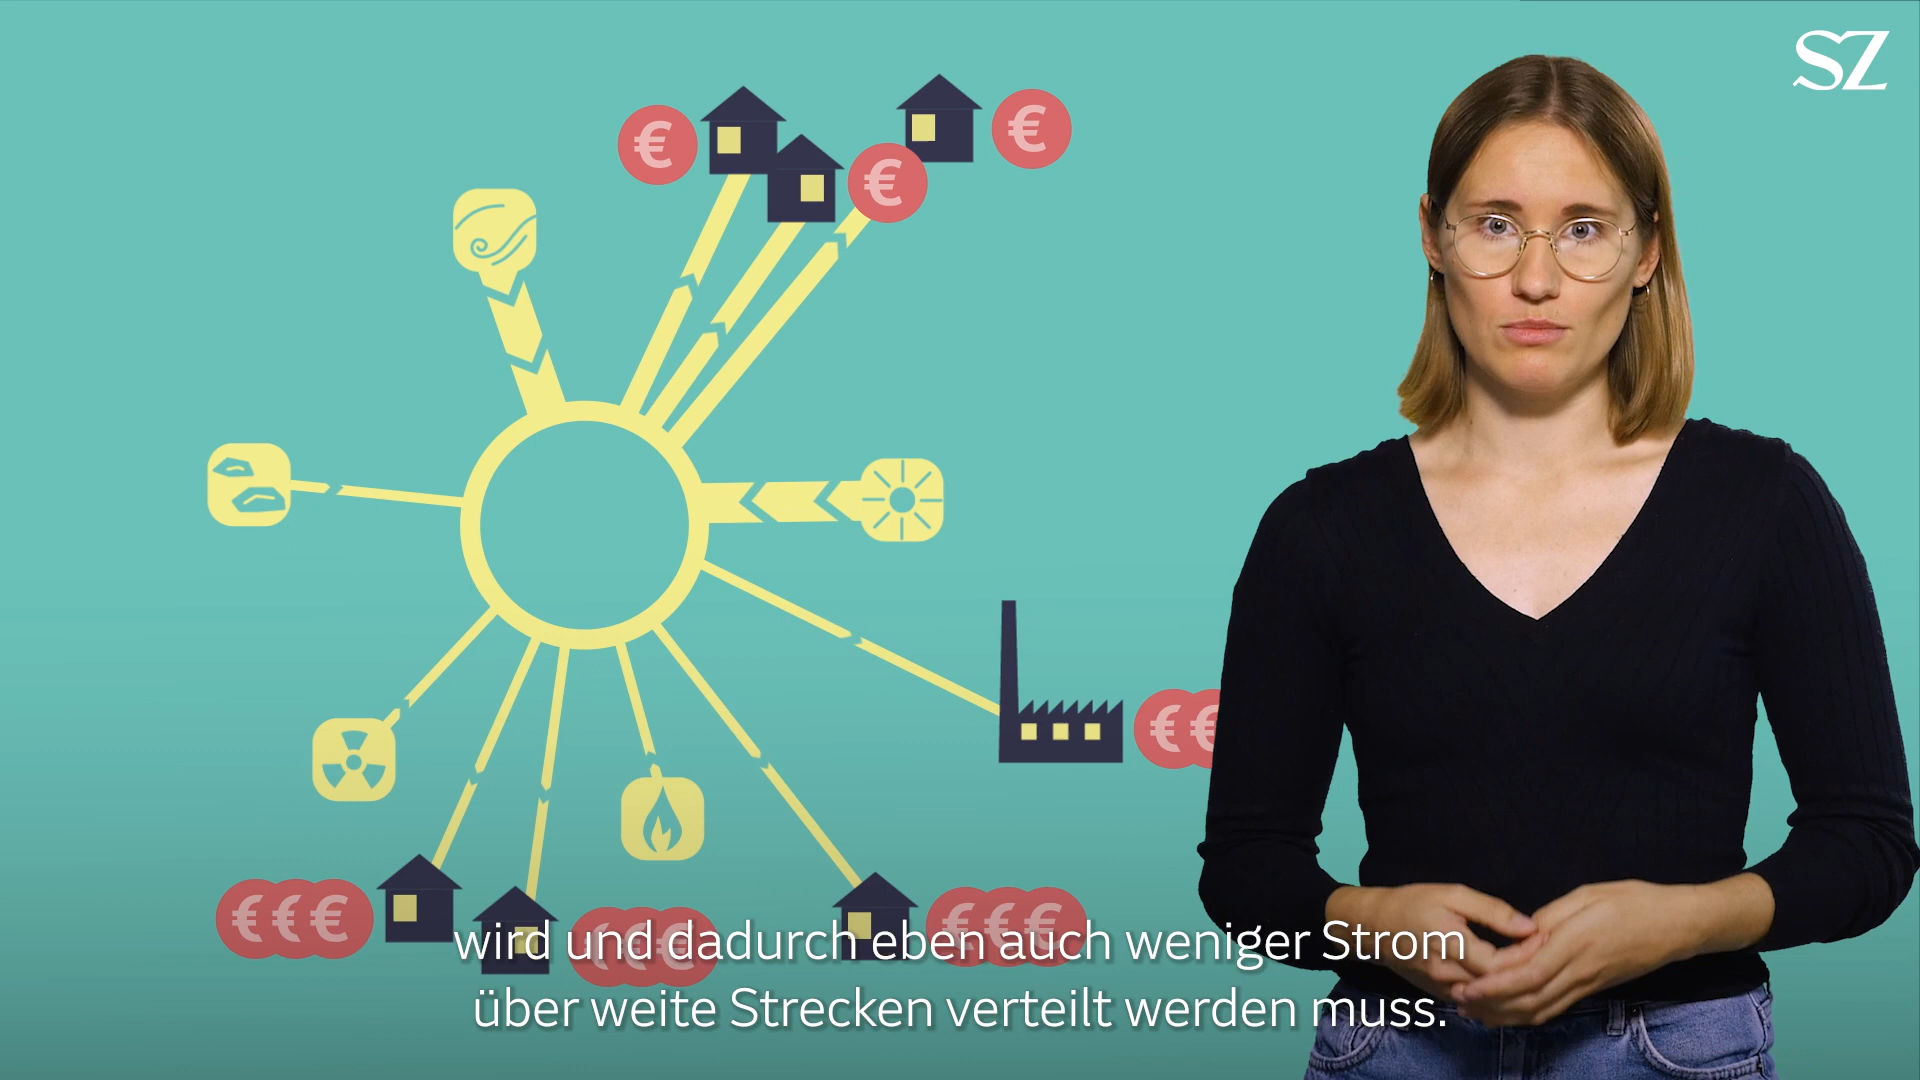 SZ
€
€
€
€€
€€€
€€€
€€€
wird und dadurch eben auch weniger Strom
über weite Strecken verteilt werden muss.